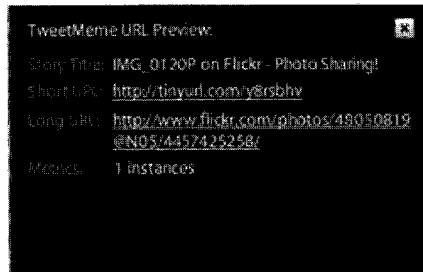 TweetMeme URL Preview:
Story Title: IMG_0120P on Flickr - Photo Sharing!
Short URL: http://tinyurl.com/y8rsbhv
Long URL: http://www.flickr.com/photos/48050819
@N05/4457425258/
Metrics: 1 instances